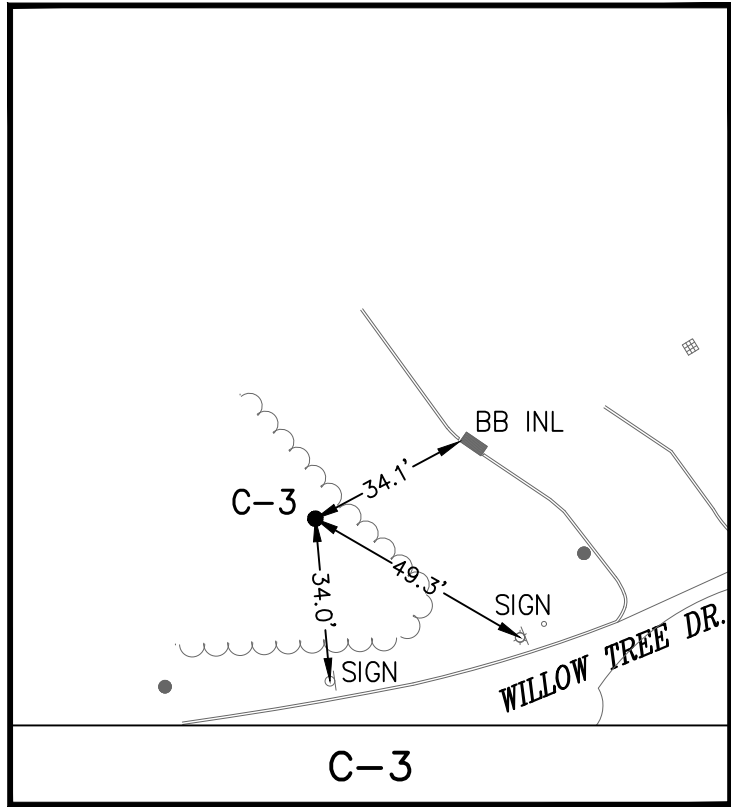 BB INL
34.1'
C-3
49.3'
34.0'
SIGN
SIGN
WILLOW TREE DR.
C-3